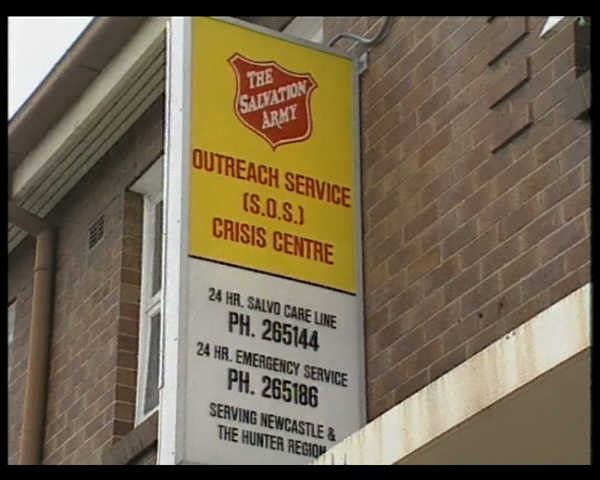 THE
SALVATION
ARMY
OUTREACH SERVICE
(S.O.S.)
CRISIS CENTRE
24 HR. SALVO CARE LINE
PH. 265144
24 HR. EMERGENCY SERVICE
PH. 265186
SERVING NEWCASTLE &
THE HUNTER REGION